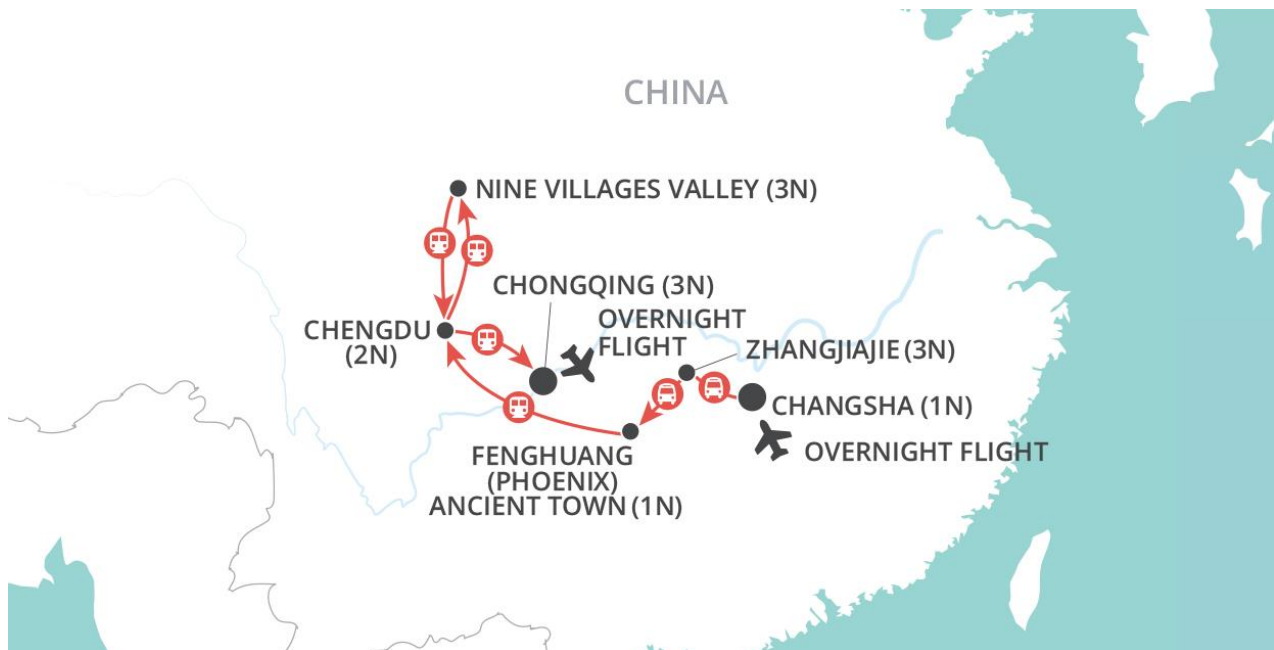 CHINA
NINE VILLAGES VALLEY (3N)
CHONGQING (3N)
OVERNIGHT
FLIGHT
CHENGDU
(2N)
ZHANGJIAJIE (3N)
CHANGSHA (1N)
OVERNIGHT FLIGHT
FENGHUANG
(PHOENIX)
ANCIENT TOWN (1N)